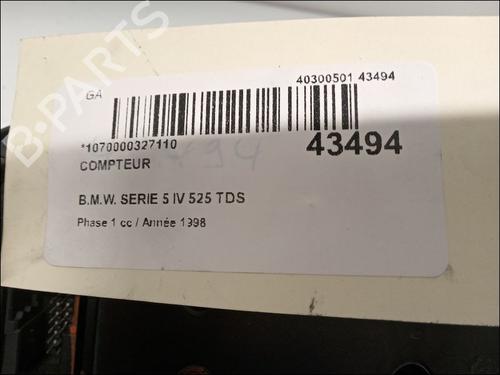 GA
40300501 43494
*1070000327110
43494
COMPTEUR
B.M.W. SERIE 5 IV 525 TDS
Phase 1 cc / Année 1998
B-PARTS